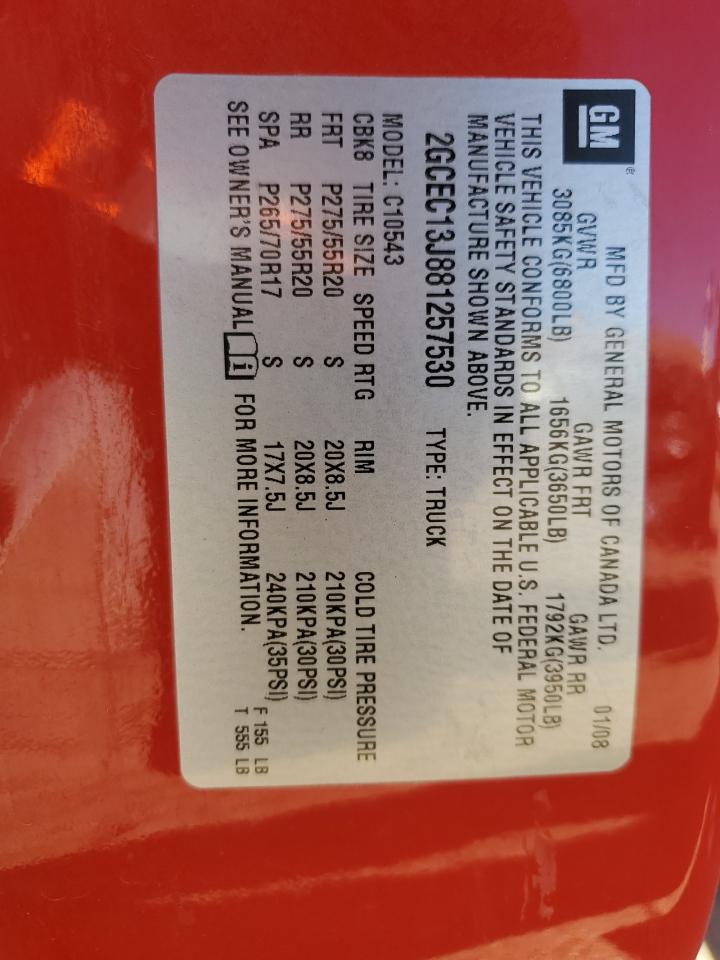 GM®
MFD BY GENERAL MOTORS OF CANADA LTD. 01/08
GVWR GAWR FRT GAWR RR
3085KG(6800LB) 1656KG(3650LB) 1792KG(3950LB)
THIS VEHICLE CONFORMS TO ALL APPLICABLE U.S. FEDERAL MOTOR
VEHICLE SAFETY STANDARDS IN EFFECT ON THE DATE OF
MANUFACTURE SHOWN ABOVE.
2GCEC13J881257530 TYPE: TRUCK
MODEL: C10543
CBK8 TIRE SIZE SPEED RTG RIM COLD TIRE PRESSURE
FRT P275/55R20 S 20X8.5J 210KPA(30PSI)
RR P275/55R20 S 20X8.5J 210KPA(30PSI)
SPA P265/70R17 S 17X7.5J 240KPA(35PSI) F 155 LB
SEE OWNER'S MANUAL i FOR MORE INFORMATION. T 555 LB